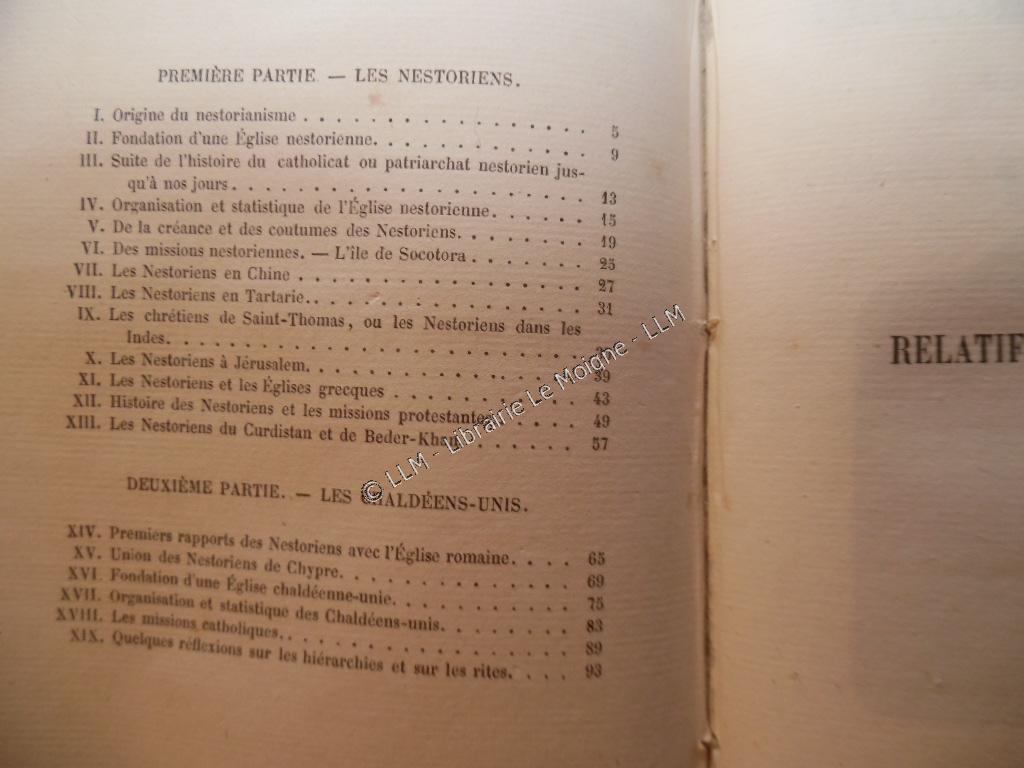 PREMIÈRE PARTIE. — LES NESTORIENS.
I. Origine du nestorianisme . . . . . . . . . . . . . . . . . 5
II. Fondation d'une Église nestorienne. . . . . . . . . . . . . 9
III. Suite de l'histoire du catholicat ou patriarchat nestorien jus-
qu'à nos jours. . . . . . . . . . . . . . . . . . . . 13
IV. Organisation et statistique de l'Église nestorienne. . . . . . 15
V. De la créance et des coutumes des Nestoriens. . . . . . . . 19
VI. Des missions nestoriennes. — L'île de Socotora . . . . . . . 25
VII. Les Nestoriens en Chine . . . . . . . . . . . . . . . . 27
VIII. Les Nestoriens en Tartarie. . . . . . . . . . . . . . . . 31
IX. Les chrétiens de Saint-Thomas, ou les Nestoriens dans les
Indes. . . . . . . . . . . . . . . . . . . . . . .
X. Les Nestoriens à Jérusalem. . . . . . . . . . . . . . . 39
XI. Les Nestoriens et les Églises grecques . . . . . . . . . . 43
XII. Histoire des Nestoriens et les missions protestantes . . . . 49
XIII. Les Nestoriens du Curdistan et de Beder-Khan . . . . . . . 57
DEUXIÈME PARTIE. — LES CHALDÉENS-UNIS.
XIV. Premiers rapports des Nestoriens avec l'Église romaine. . . . 65
XV. Union des Nestoriens de Chypre. . . . . . . . . . . . . . 69
XVI. Fondation d'une Église chaldéenne-unie. . . . . . . . . . . 75
XVII. Organisation et statistique des Chaldéens-unis. . . . . . . . 83
XVIII. Les missions catholiques. . . . . . . . . . . . . . . . . 89
XIX. Quelques réflexions sur les hiérarchies et sur les rites. . . . 93
RELATIF
© LLM - Librairie Le Moigne - LLM